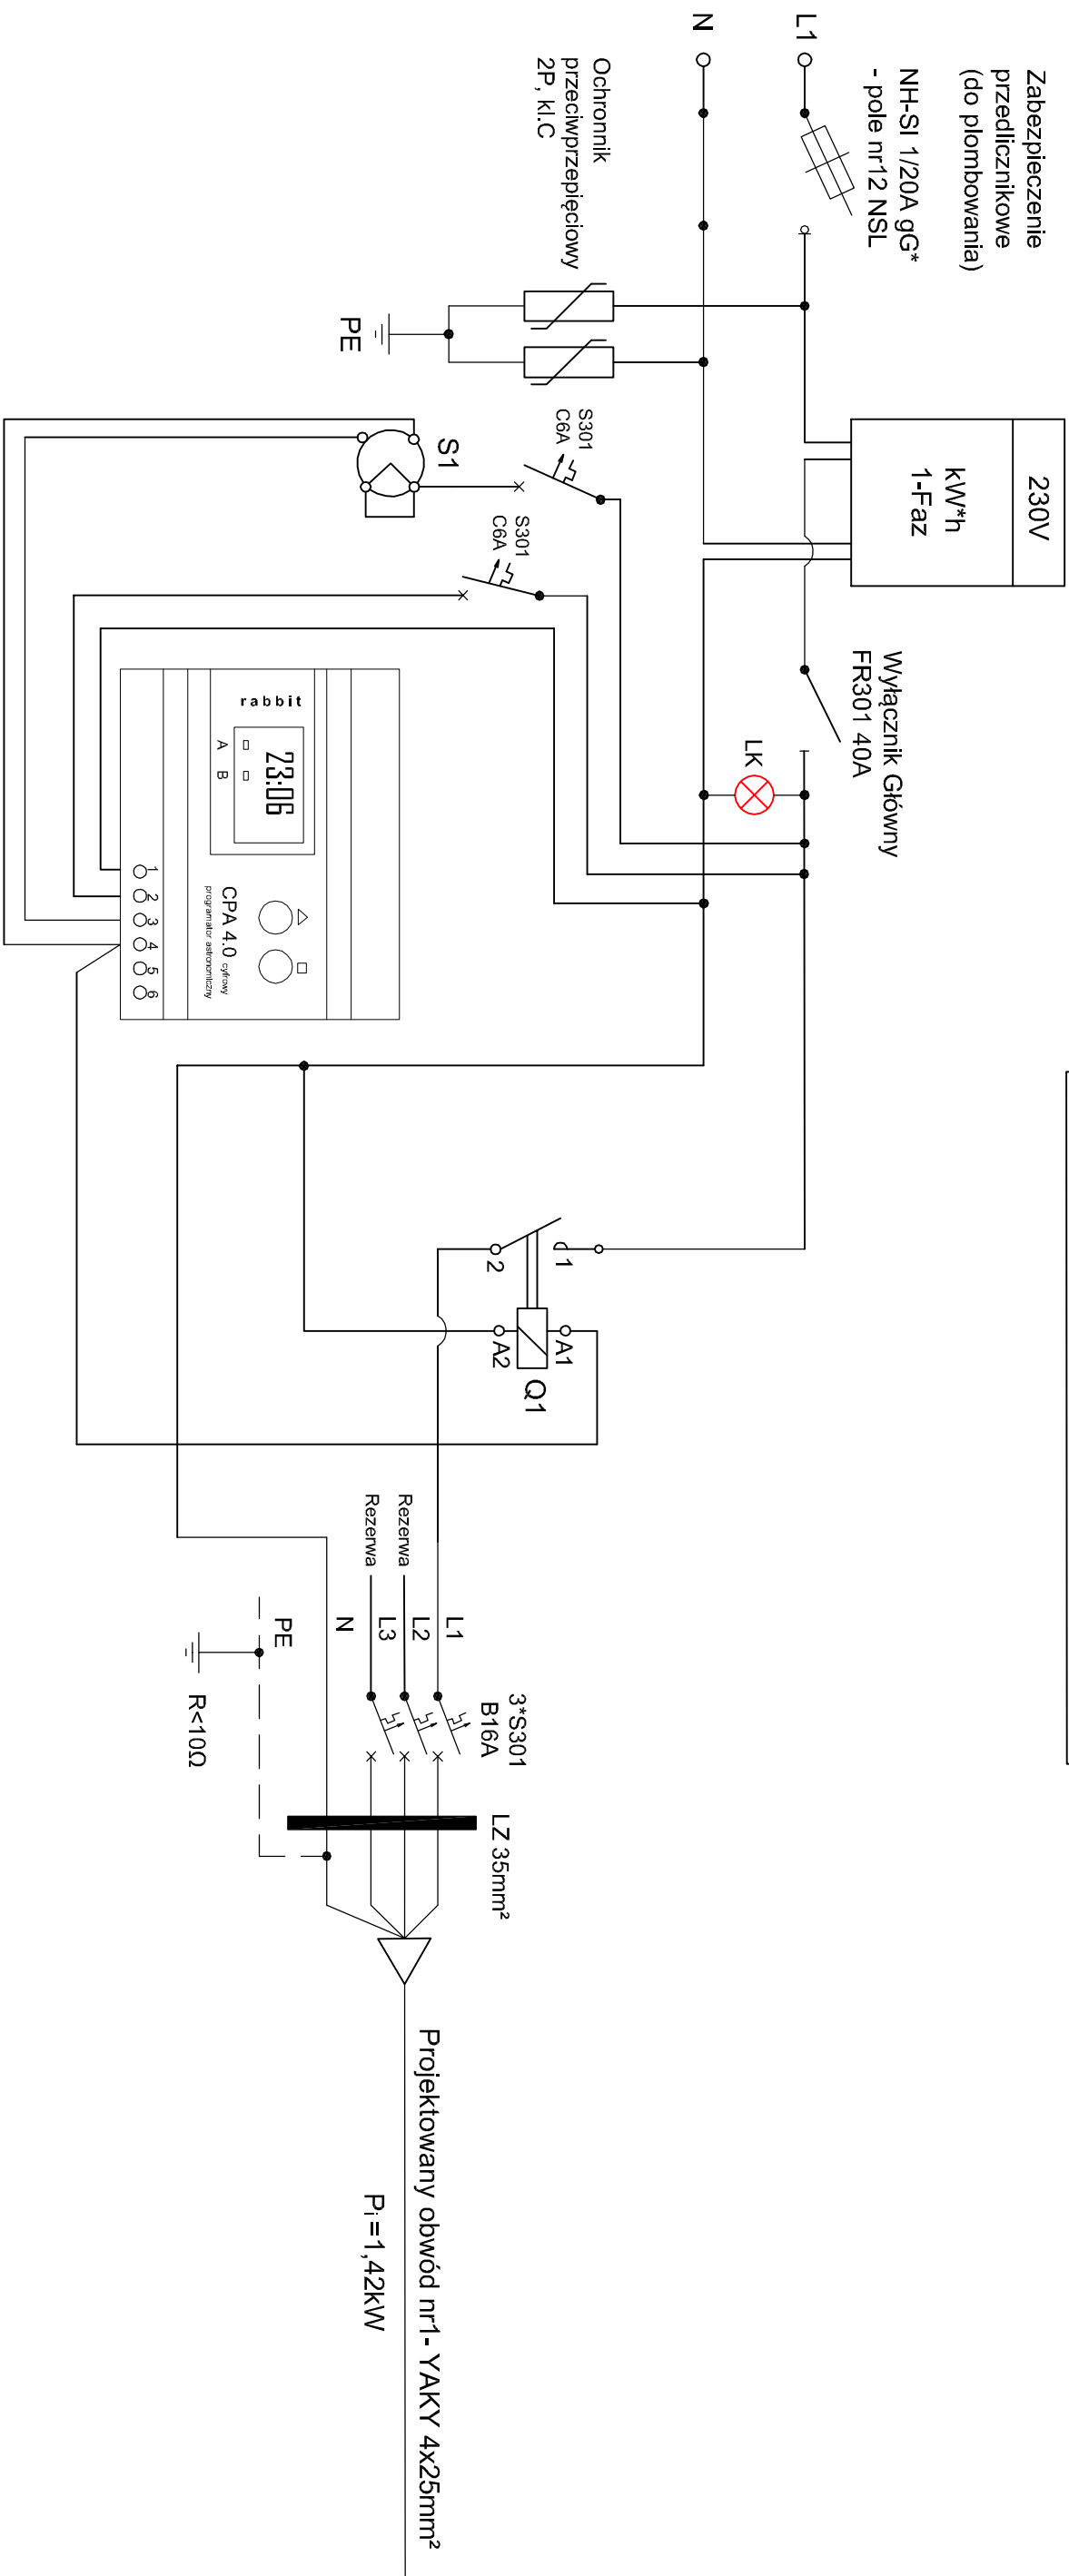 Zabezpieczenie
przedlicznikowe
(do plombowania)
NH-SI 1/20A gG*
- pole nr12 NSL
L1
N
Ochronnik
przeciwprzepięciowy
2P, kl.C
PE
230V
kW*h
1-Faz
S301
C6A
S1
S301
C6A
Wyłącznik Główny
FR301 40A
LK
rabbit
23:06
A B
CPA 4.0 cyfrowy
programator astronomiczny
1 2 3 4 5 6
1
2
A1
A2
Q1
Rezerwa
Rezerwa
L1
L2
L3
N
PE
R<10Ω
3*S301
B16A
LZ 35mm²
Projektowany obwód nr1- YAKY 4x25mm²
Pi=1,42kW